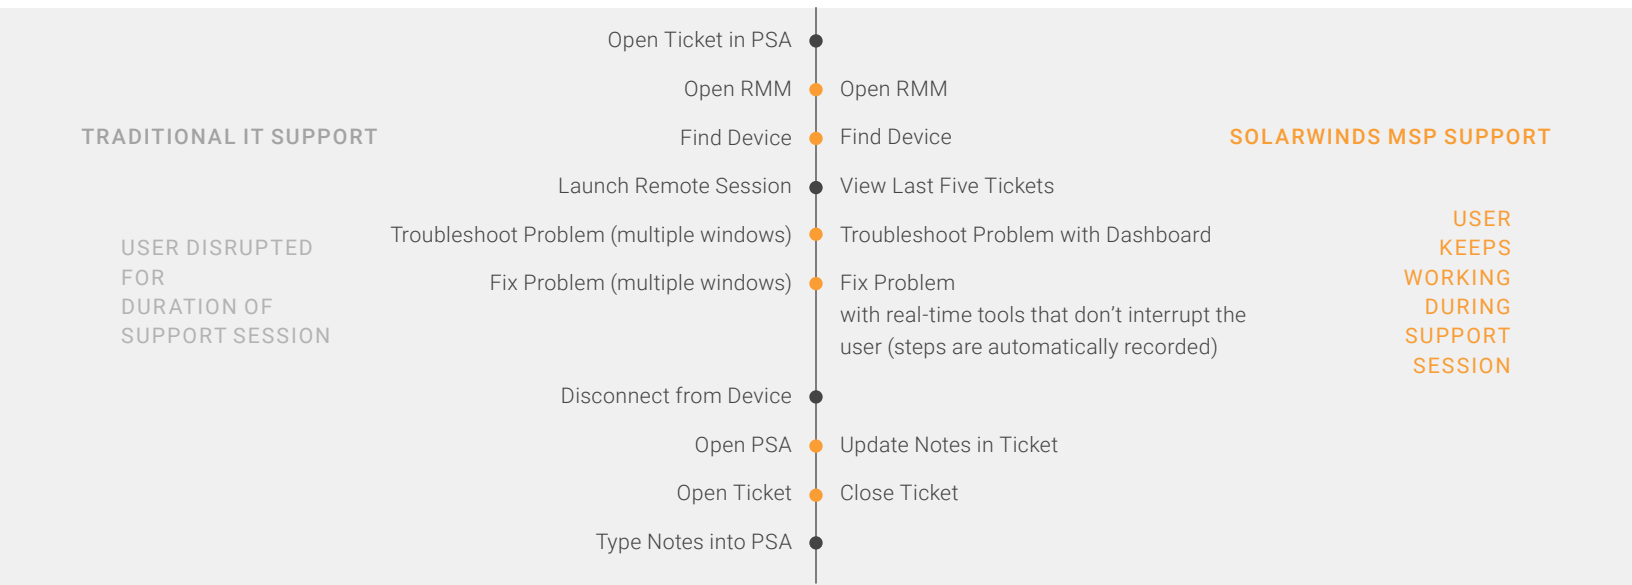 Open Ticket in PSA
Open RMM
Open RMM
TRADITIONAL IT SUPPORT
Find Device
Find Device
SOLARWINDS MSP SUPPORT
Launch Remote Session
View Last Five Tickets
USER DISRUPTED
FOR
DURATION OF
SUPPORT SESSION
Troubleshoot Problem (multiple windows)
Troubleshoot Problem with Dashboard
Fix Problem (multiple windows)
Fix Problem
with real-time tools that don’t interrupt the
user (steps are automatically recorded)
USER
KEEPS
WORKING
DURING
SUPPORT
SESSION
Disconnect from Device
Open PSA
Update Notes in Ticket
Open Ticket
Close Ticket
Type Notes into PSA